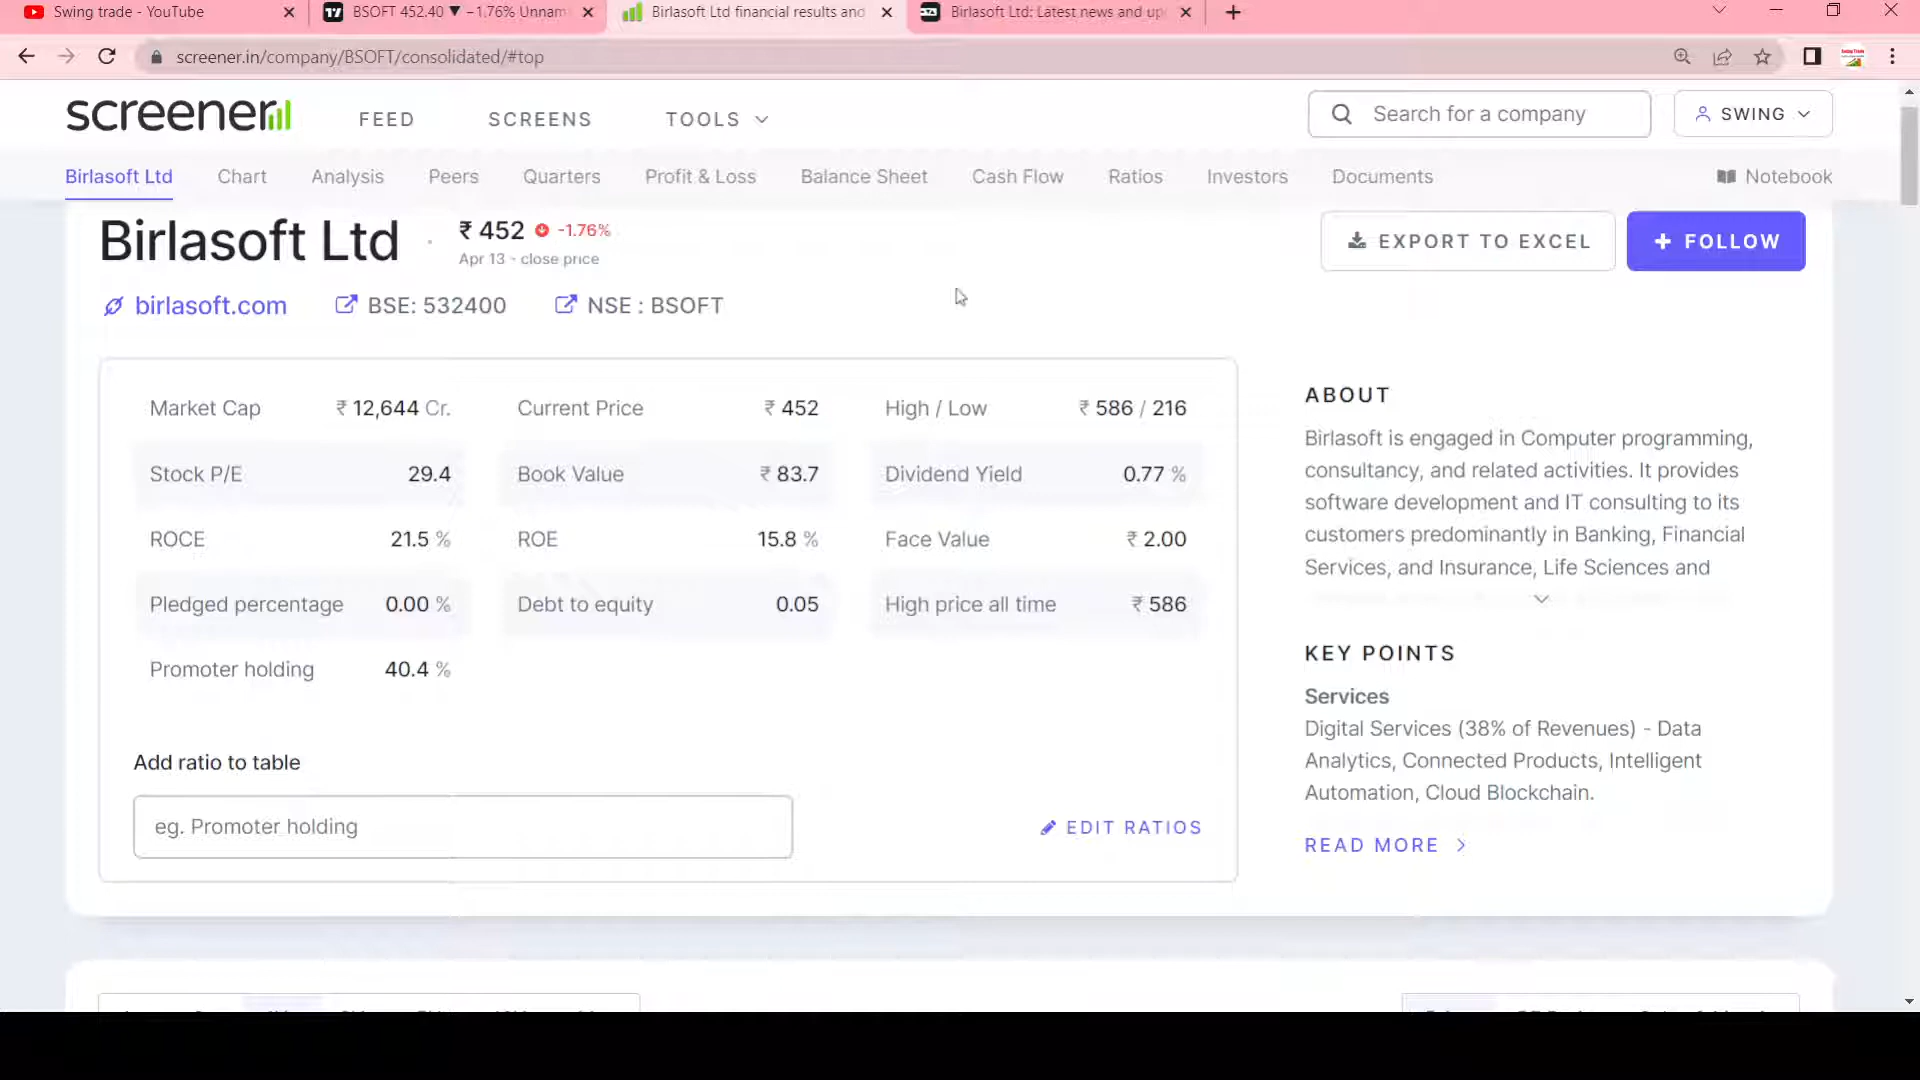 Swing trade - YouTube
BSOFT 452.40 ▼ −1.76% Unnam
Birlasoft Ltd financial results and
Birlasoft Ltd: Latest news and up
screener.in/company/BSOFT/consolidated/#top
screener
FEED
SCREENS
TOOLS
Search for a company
SWING
Birlasoft Ltd
Chart
Analysis
Peers
Quarters
Profit & Loss
Balance Sheet
Cash Flow
Ratios
Investors
Documents
Notebook
Birlasoft Ltd
₹ 452 -1.76%
Apr 13 - close price
EXPORT TO EXCEL
+ FOLLOW
birlasoft.com
BSE: 532400
NSE : BSOFT
Market Cap ₹ 12,644 Cr.
Current Price ₹ 452
High / Low ₹ 586 / 216
Stock P/E 29.4
Book Value ₹ 83.7
Dividend Yield 0.77 %
ROCE 21.5 %
ROE 15.8 %
Face Value ₹ 2.00
Pledged percentage 0.00 %
Debt to equity 0.05
High price all time ₹ 586
Promoter holding 40.4 %
Add ratio to table
eg. Promoter holding
EDIT RATIOS
ABOUT
Birlasoft is engaged in Computer programming,
consultancy, and related activities. It provides
software development and IT consulting to its
customers predominantly in Banking, Financial
Services, and Insurance, Life Sciences and
KEY POINTS
Services
Digital Services (38% of Revenues) - Data
Analytics, Connected Products, Intelligent
Automation, Cloud Blockchain.
READ MORE